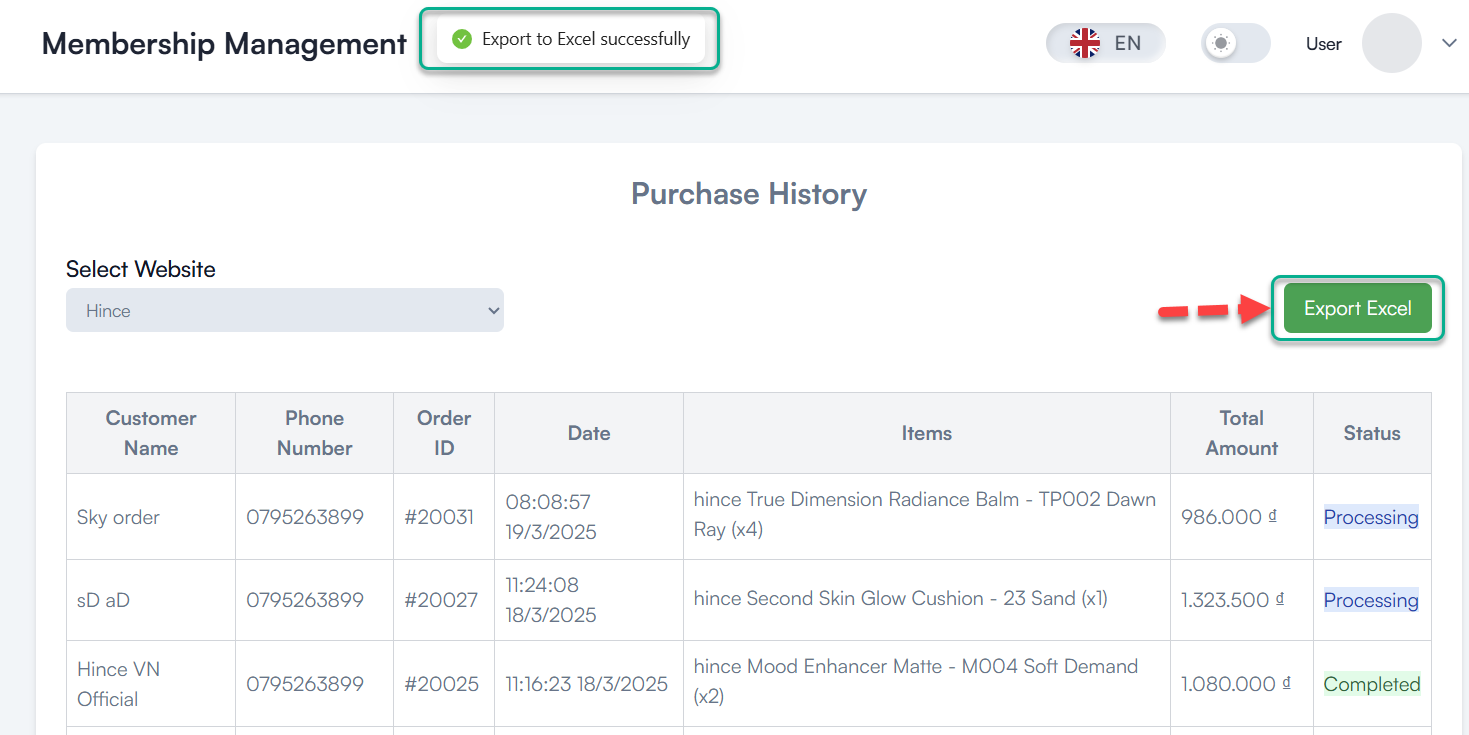 Membership Management
Export to Excel successfully
EN
User
Purchase History
Select Website
Hince
Export Excel
Customer
Name
Phone
Number
Order
ID
Date
Items
Total
Amount
Status
Sky order
0795263899
#20031
08:08:57
19/3/2025
hince True Dimension Radiance Balm - TP002 Dawn
Ray (x4)
986.000 ₫
Processing
sD aD
0795263899
#20027
11:24:08
18/3/2025
hince Second Skin Glow Cushion - 23 Sand (x1)
1.323.500 ₫
Processing
Hince VN
Official
0795263899
#20025
11:16:23 18/3/2025
hince Mood Enhancer Matte - M004 Soft Demand
(x2)
1.080.000 ₫
Completed